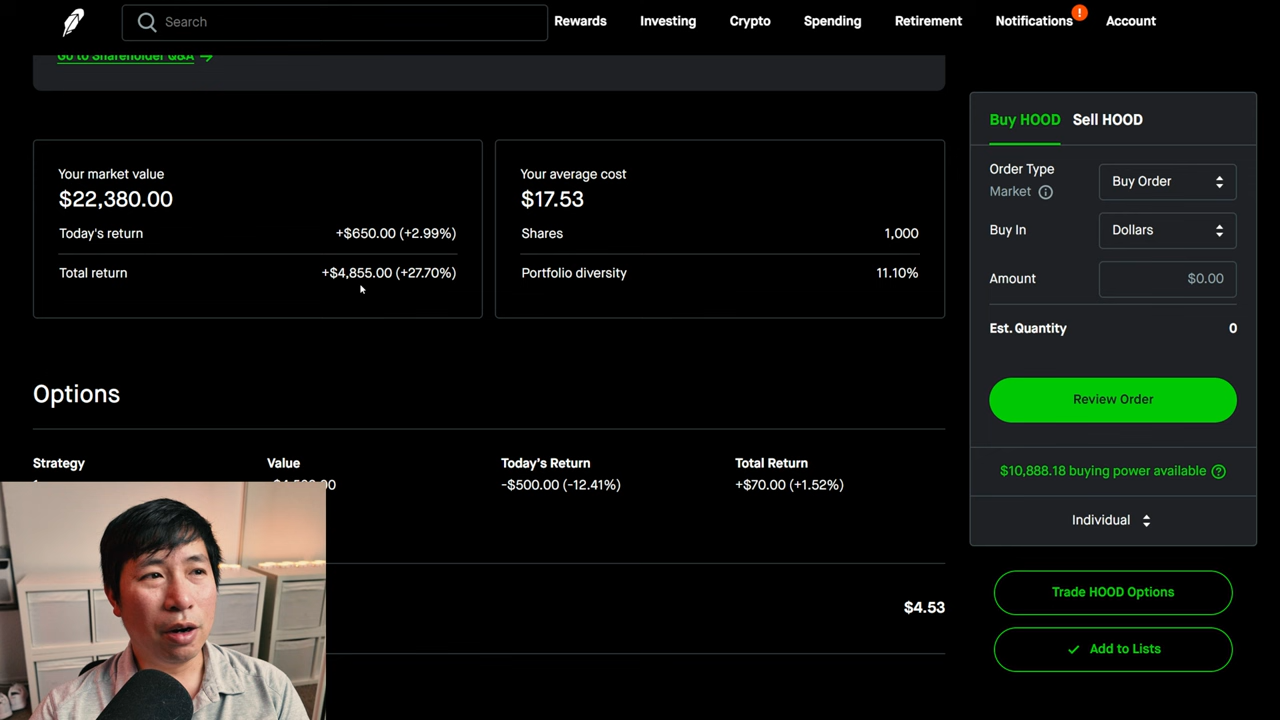 Search
Rewards
Investing
Crypto
Spending
Retirement
Notifications
!
Account
Go to Shareholder Q&A →
Your market value
$22,380.00
Today's return +$650.00 (+2.99%)
Total return +$4,855.00 (+27.70%)
Your average cost
$17.53
Shares 1,000
Portfolio diversity 11.10%
Options
Strategy Value Today's Return Total Return
-$500.00 (-12.41%) +$70.00 (+1.52%)
$4.53
Buy HOOD Sell HOOD
Order Type
Market
Buy Order
Buy In Dollars
Amount $0.00
Est. Quantity 0
Review Order
$10,888.18 buying power available
Individual
Trade HOOD Options
✓ Add to Lists